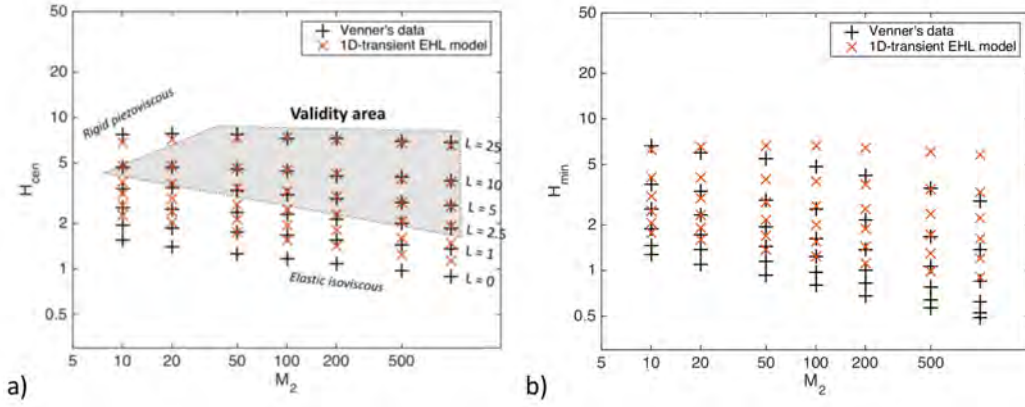 50
20
10
5
2
1
0.5
H_cen
Venner's data
1D-transient EHL model
Rigid piezoviscous
Validity area
L = 25
L = 10
L = 5
L = 2.5
L = 1
L = 0
Elastic isoviscous
5 10 20 50 100 200 500
M_2
a)
50
20
10
5
2
1
0.5
H_min
Venner's data
1D-transient EHL model
5 10 20 50 100 200 500
M_2
b)